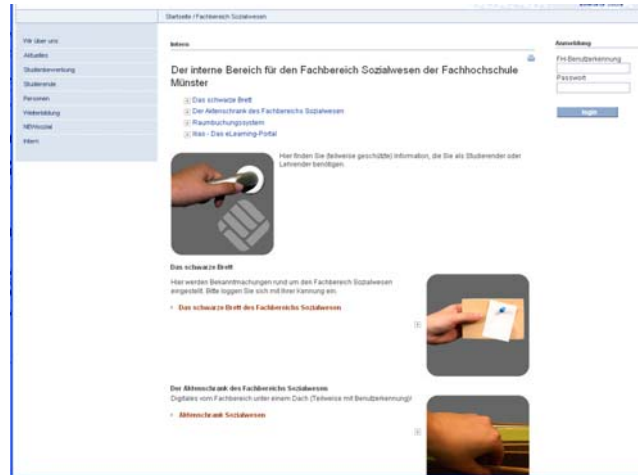 Startseite / Fachbereich Sozialwesen
Wir über uns
Aktuelles
Studienbewerbung
Studierende
Personen
Weiterbildung
Intern
Intern
Der interne Bereich für den Fachbereich Sozialwesen der Fachhochschule
Münster
Das schwarze Brett
Der Aktenschrank des Fachbereichs Sozialwesen
Raumbuchungssystem
Ilias - Das eLearning-Portal
Hier finden Sie (teilweise geschützte) Information, die Sie als Studierender oder
Lehrender benötigen.
Das schwarze Brett
Hier werden Bekanntmachungen rund um den Fachbereich Sozialwesen
eingestellt. Bitte loggen Sie sich mit Ihrer Kennung ein.
Das schwarze Brett des Fachbereichs Sozialwesen
Der Aktenschrank des Fachbereichs Sozialwesen
Digitales vom Fachbereich unter einem Dach (Teilweise mit Benutzerkennung)!
Aktenschrank Sozialwesen
Anmeldung
FH-Benutzerkennung
Passwort
login